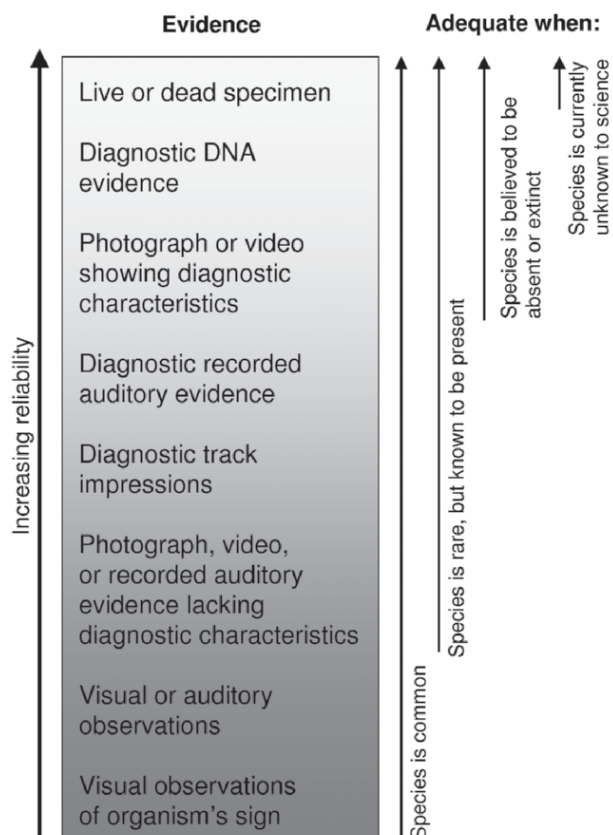 Evidence
Adequate when:
Increasing reliability
Live or dead specimen
Diagnostic DNA
evidence
Photograph or video
showing diagnostic
characteristics
Diagnostic recorded
auditory evidence
Diagnostic track
impressions
Photograph, video,
or recorded auditory
evidence lacking
diagnostic characteristics
Visual or auditory
observations
Visual observations
of organism's sign
Species is common
Species is rare, but known to be present
Species is believed to be
absent or extinct
Species is currently
unknown to science